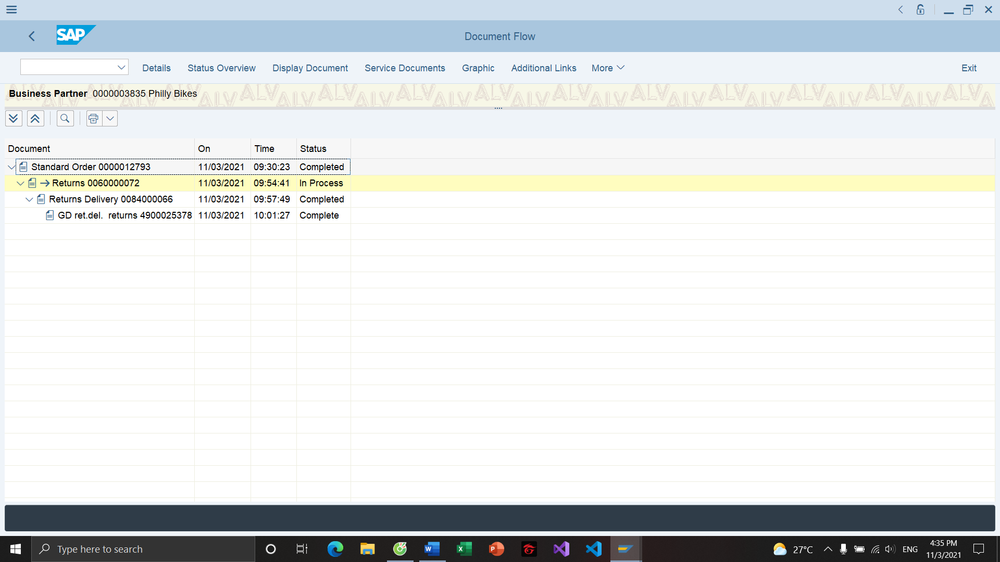 SAP
Document Flow
Details Status Overview Display Document Service Documents Graphic Additional Links More Exit
Business Partner 0000003835 Philly Bikes
Document On Time Status
Standard Order 0000012793 11/03/2021 09:30:23 Completed
Returns 0060000072 11/03/2021 09:54:41 In Process
Returns Delivery 0084000066 11/03/2021 09:57:49 Completed
GD ret.del. returns 4900025378 11/03/2021 10:01:27 Complete
Type here to search 27°C ENG 4:35 PM
11/3/2021